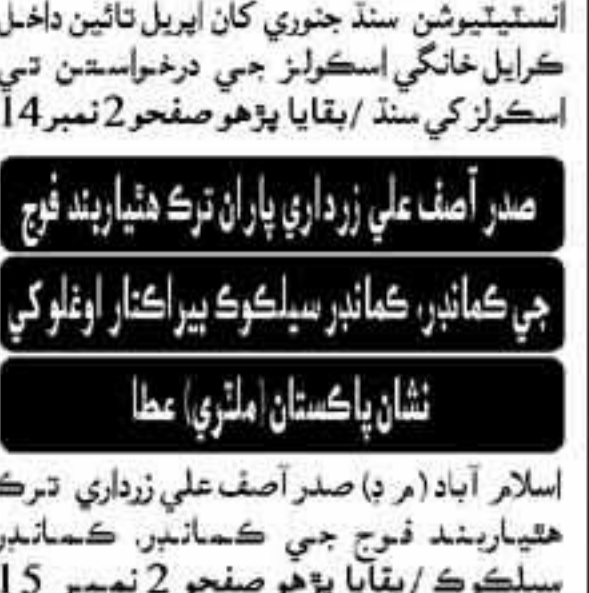 انسٽيٽيوشن سنڌ جنوري کان اپريل تائين داخل
ڪرايل خانگي اسڪولز جي درخواستن تي
اسڪولز کي سنڌ /بقايا پڙهو صفحو 2 نمبر 14
صدر آصف علي زرداري پاران ترڪ هٿياربند فوج
جي ڪمانڊر، ڪمانڊر سيلڪوڪ بيراڪتار اوغلو کي
نشان پاڪستان (ملٽري) عطا
اسلام آباد (م ڊ) صدر آصف علي زرداري ترڪ
هٿياربند فوج جي ڪمانڊر، ڪمانڊر
سيلڪوڪ /بقايا پڙهو صفحو 2 نمبر 15